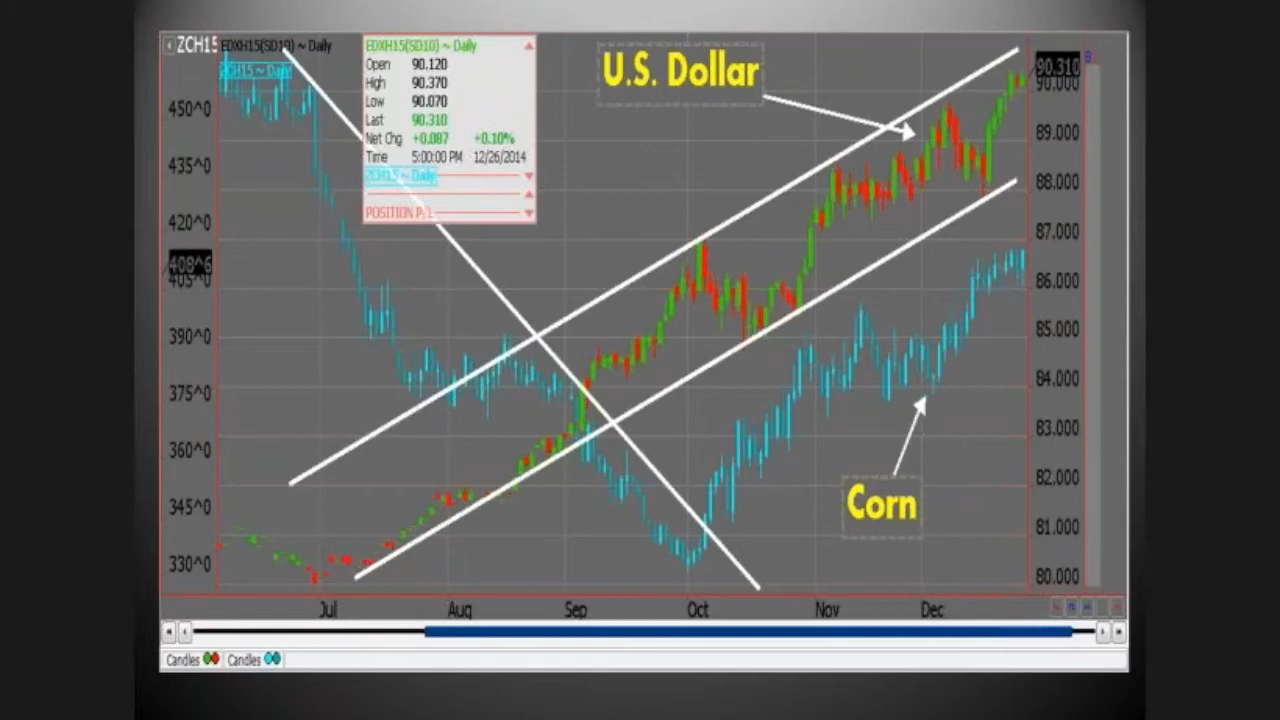 ZCH15
EDXH15(SD10) ~ Daily
ZCH15 ~ Daily
EDXH15(SD10) ~ Daily
Open 90.120
High 90.370
Low 90.070
Last 90.310
Net Chg +0.087 +0.10%
Time 5:00:00 PM 12/26/2014
ZCH15 ~ Daily
POSITION P/L
U.S. Dollar
Corn
450^0
435^0
420^0
408^6
405^0
390^0
375^0
360^0
345^0
330^0
90.310
90.000
89.000
88.000
87.000
86.000
85.000
84.000
83.000
82.000
81.000
80.000
Jul Aug Sep Oct Nov Dec
Candles Candles